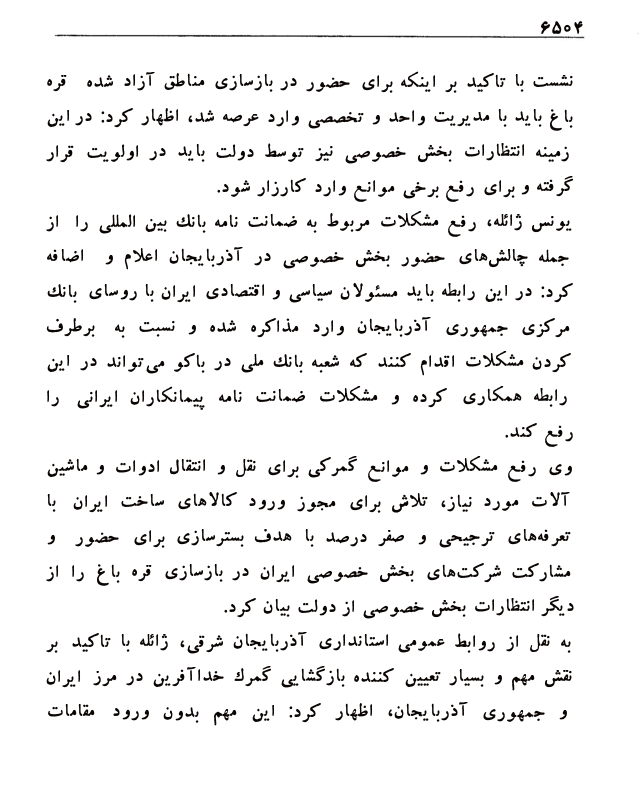 ۶۵۰۴
نشست با تاکید بر اینکه برای حضور در بازسازی مناطق آزاد شده قره
باغ باید با مدیریت واحد و تخصصی وارد عرصه شد، اظهار کرد: در این
زمینه انتظارات بخش خصوصی نیز توسط دولت باید در اولویت قرار
گرفته و برای رفع برخی موانع وارد کارزار شود.
یونس ژائله، رفع مشکلات مربوط به ضمانت نامه بانك بین المللی را از
جمله چالش‌های حضور بخش خصوصی در آذربایجان اعلام و اضافه
کرد: در این رابطه باید مسئولان سیاسی و اقتصادی ایران با روسای بانك
مرکزی جمهوری آذربایجان وارد مذاکره شده و نسبت به برطرف
کردن مشکلات اقدام کنند که شعبه بانك ملی در باکو می‌تواند در این
رابطه همکاری کرده و مشکلات ضمانت نامه پیمانکاران ایرانی را
رفع کند.
وی رفع مشکلات و موانع گمرکی برای نقل و انتقال ادوات و ماشین
آلات مورد نیاز، تلاش برای مجوز ورود کالاهای ساخت ایران با
تعرفه‌های ترجیحی و صفر درصد با هدف بسترسازی برای حضور و
مشارکت شرکت‌های بخش خصوصی ایران در بازسازی قره باغ را از
دیگر انتظارات بخش خصوصی از دولت بیان کرد.
به نقل از روابط عمومی استانداری آذربایجان شرقی، ژائله با تاکید بر
نقش مهم و بسیار تعیین کننده بازگشایی گمرك خداآفرین در مرز ایران
و جمهوری آذربایجان، اظهار کرد: این مهم بدون ورود مقامات